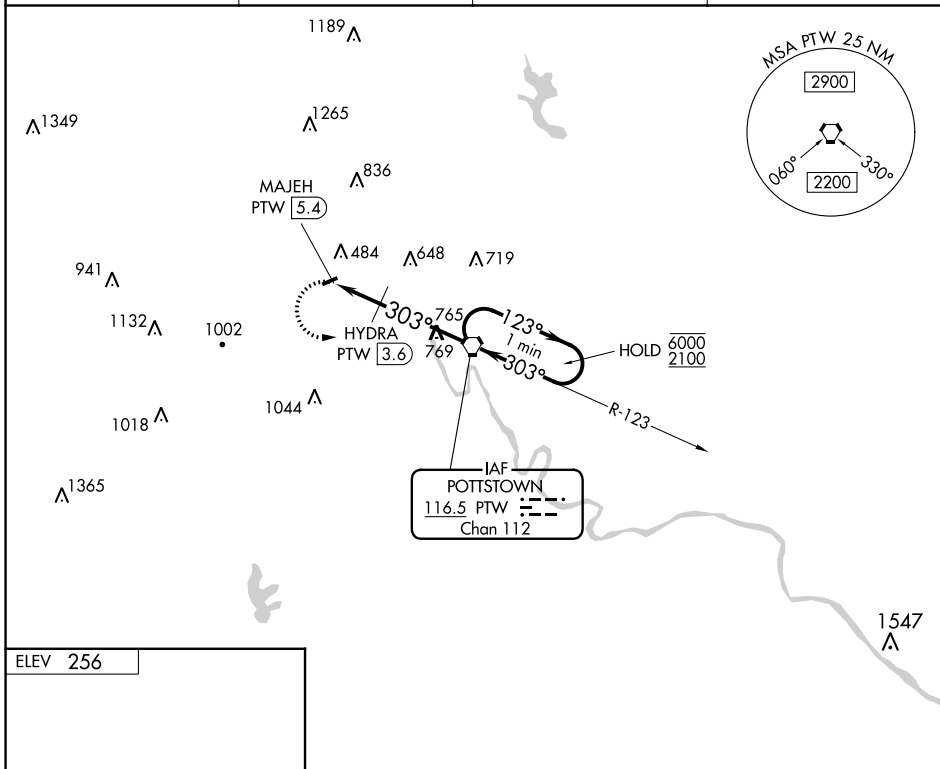 1189
MSA PTW 25 NM
2900
060°
330°
2200
1349
1265
836
MAJEH
PTW 5.4
484
648
719
941
1132
1002
303°
765
769
HYDRA
PTW 3.6
123°
1 min
303°
HOLD 6000
2100
R-123
1044
1018
1365
IAF
POTTSTOWN
116.5 PTW
Chan 112
1547
ELEV 256